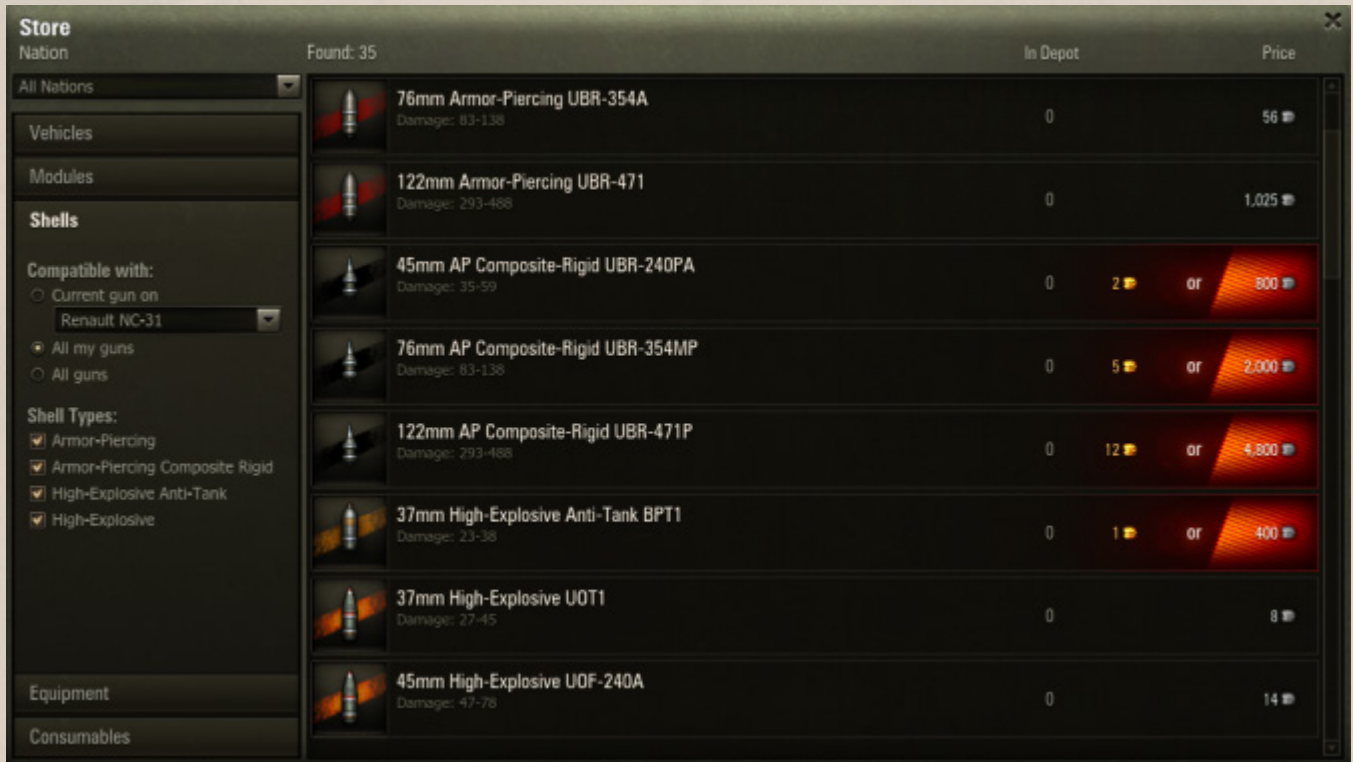 Store
Nation
Found: 35
In Depot
Price
All Nations
Vehicles
Modules
Shells
Compatible with:
Current gun on
Renault NC-31
All my guns
All guns
Shell Types:
Armor-Piercing
Armor-Piercing Composite Rigid
High-Explosive Anti-Tank
High-Explosive
Equipment
Consumables
76mm Armor-Piercing UBR-354A
Damage: 83-138
0
56
122mm Armor-Piercing UBR-471
Damage: 293-488
0
1,025
45mm AP Composite-Rigid UBR-240PA
Damage: 35-59
0
2 or 800
76mm AP Composite-Rigid UBR-354MP
Damage: 83-138
0
5 or 2,000
122mm AP Composite-Rigid UBR-471P
Damage: 293-488
0
12 or 4,800
37mm High-Explosive Anti-Tank BPT1
Damage: 23-38
0
1 or 400
37mm High-Explosive UOT1
Damage: 27-45
0
8
45mm High-Explosive UOF-240A
Damage: 47-78
0
14